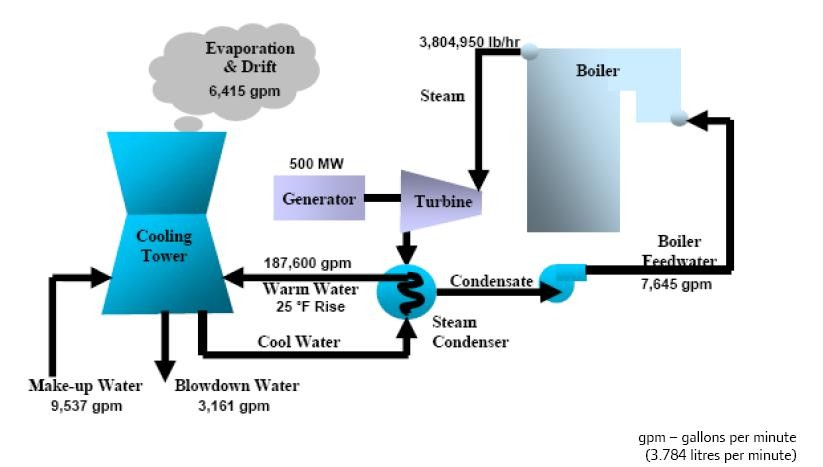 Evaporation
& Drift
6,415 gpm
3,804,950 lb/hr
Boiler
Steam
500 MW
Generator
Turbine
Cooling
Tower
187,600 gpm
Warm Water
25 °F Rise
Condensate
Boiler
Feedwater
7,645 gpm
Steam
Condenser
Cool Water
Make-up Water
9,537 gpm
Blowdown Water
3,161 gpm
gpm – gallons per minute
(3.784 litres per minute)